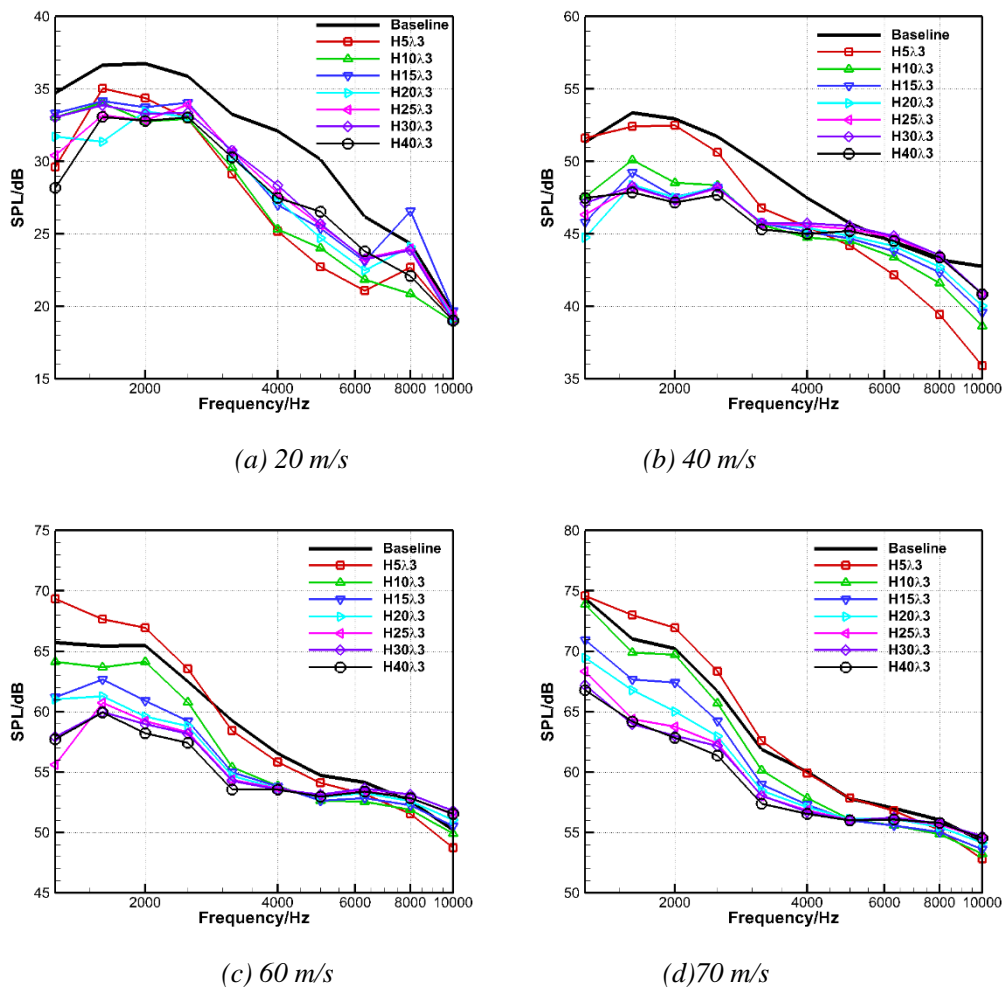 40
35
30
25
20
15
SPL/dB
2000 4000 6000 8000 10000
Frequency/Hz
Baseline
H5λ3
H10λ3
H15λ3
H20λ3
H25λ3
H30λ3
H40λ3
(a) 20 m/s
60
55
50
45
40
35
SPL/dB
2000 4000 6000 8000 10000
Frequency/Hz
Baseline
H5λ3
H10λ3
H15λ3
H20λ3
H25λ3
H30λ3
H40λ3
(b) 40 m/s
75
70
65
60
55
50
45
SPL/dB
2000 4000 6000 8000 10000
Frequency/Hz
Baseline
H5λ3
H10λ3
H15λ3
H20λ3
H25λ3
H30λ3
H40λ3
(c) 60 m/s
80
75
70
65
60
55
50
SPL/dB
2000 4000 6000 8000 10000
Frequency/Hz
Baseline
H5λ3
H10λ3
H15λ3
H20λ3
H25λ3
H30λ3
H40λ3
(d)70 m/s